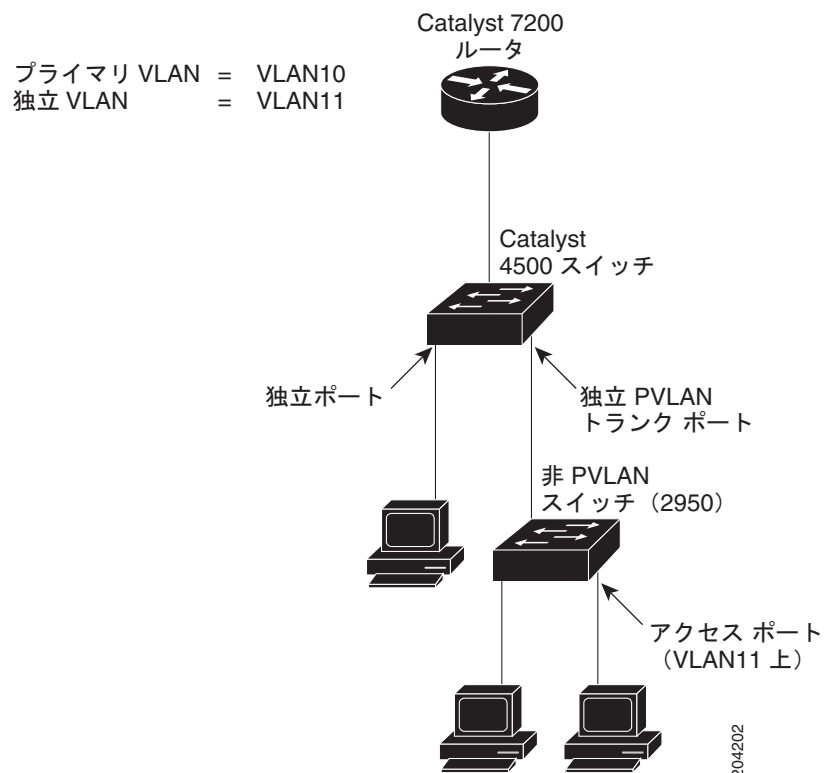 Catalyst 7200
ルータ
プライマリ VLAN = VLAN10
独立 VLAN = VLAN11
Catalyst
4500 スイッチ
独立ポート
独立 PVLAN
トランク ポート
非 PVLAN
スイッチ（2950）
アクセス ポート
（VLAN11 上）
204202